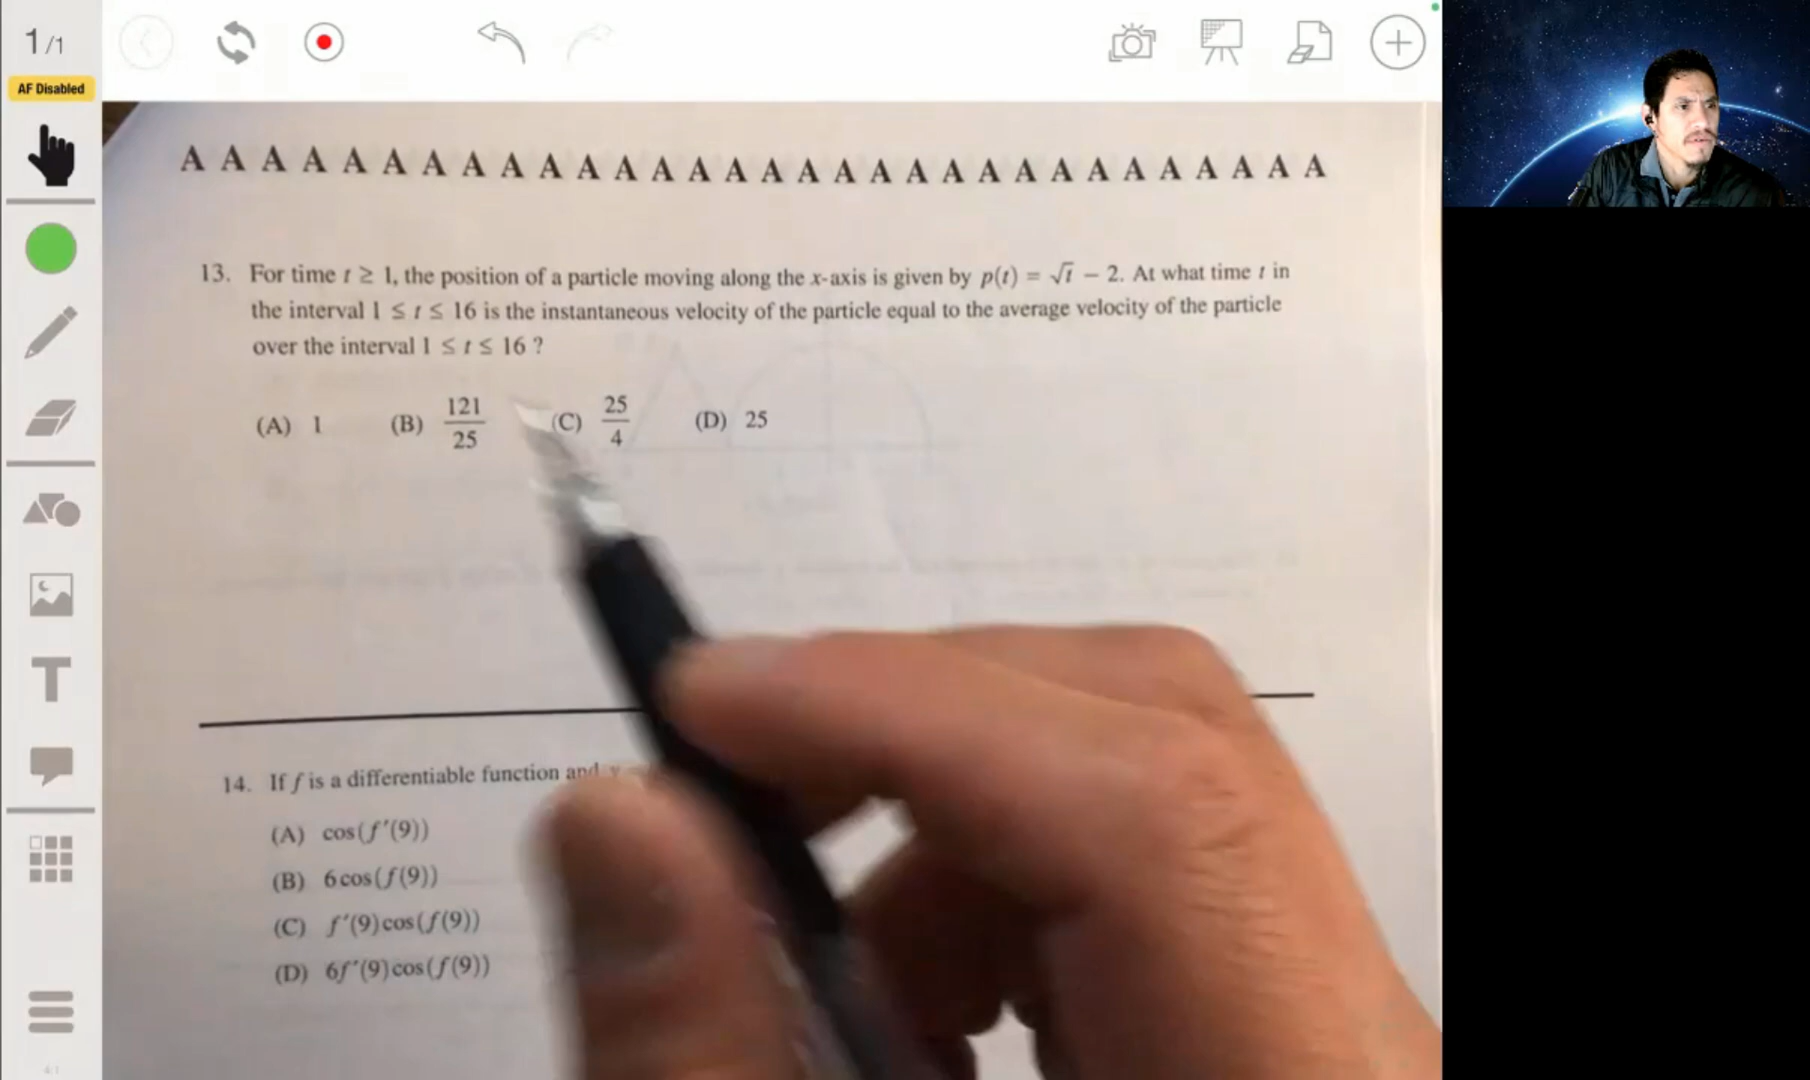 1/1
AF Disabled
A A A A A A A A A A A A A A A A A A A A A A A A A A A A A A
13. For time t ≥ 1, the position of a particle moving along the x-axis is given by p(t) = √t − 2. At what time t in
the interval 1 ≤ t ≤ 16 is the instantaneous velocity of the particle equal to the average velocity of the particle
over the interval 1 ≤ t ≤ 16 ?
(A) 1 (B) 121/25 (C) 25/4 (D) 25
14. If f is a differentiable function and y
(A) cos(f′(9))
(B) 6cos(f(9))
(C) f′(9)cos(f(9))
(D) 6f′(9)cos(f(9))
T